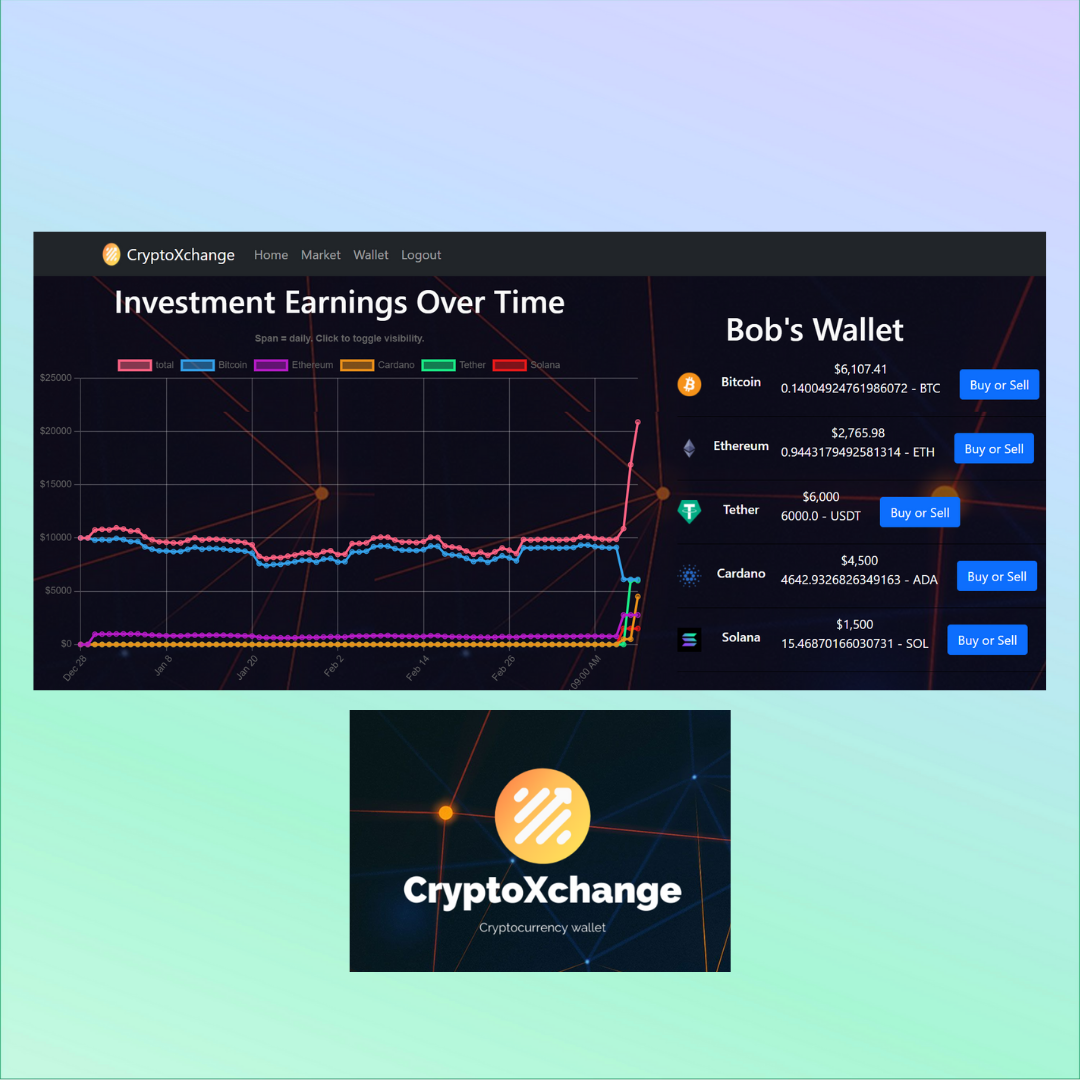 CryptoXchange Home Market Wallet Logout
Investment Earnings Over Time
Span = daily. Click to toggle visibility.
total Bitcoin Ethereum Cardano Tether Solana
$25000
$20000
$15000
$10000
$5000
$0
Dec 28
Jan 8
Jan 20
Feb 2
Feb 14
Feb 26
09:00 AM
Bob's Wallet
Bitcoin
$6,107.41
0.14004924761986072 - BTC
Buy or Sell
Ethereum
$2,765.98
0.9443179492581314 - ETH
Buy or Sell
Tether
$6,000
6000.0 - USDT
Buy or Sell
Cardano
$4,500
4642.9326826349163 - ADA
Buy or Sell
Solana
$1,500
15.46870166030731 - SOL
Buy or Sell
CryptoXchange
Cryptocurrency wallet